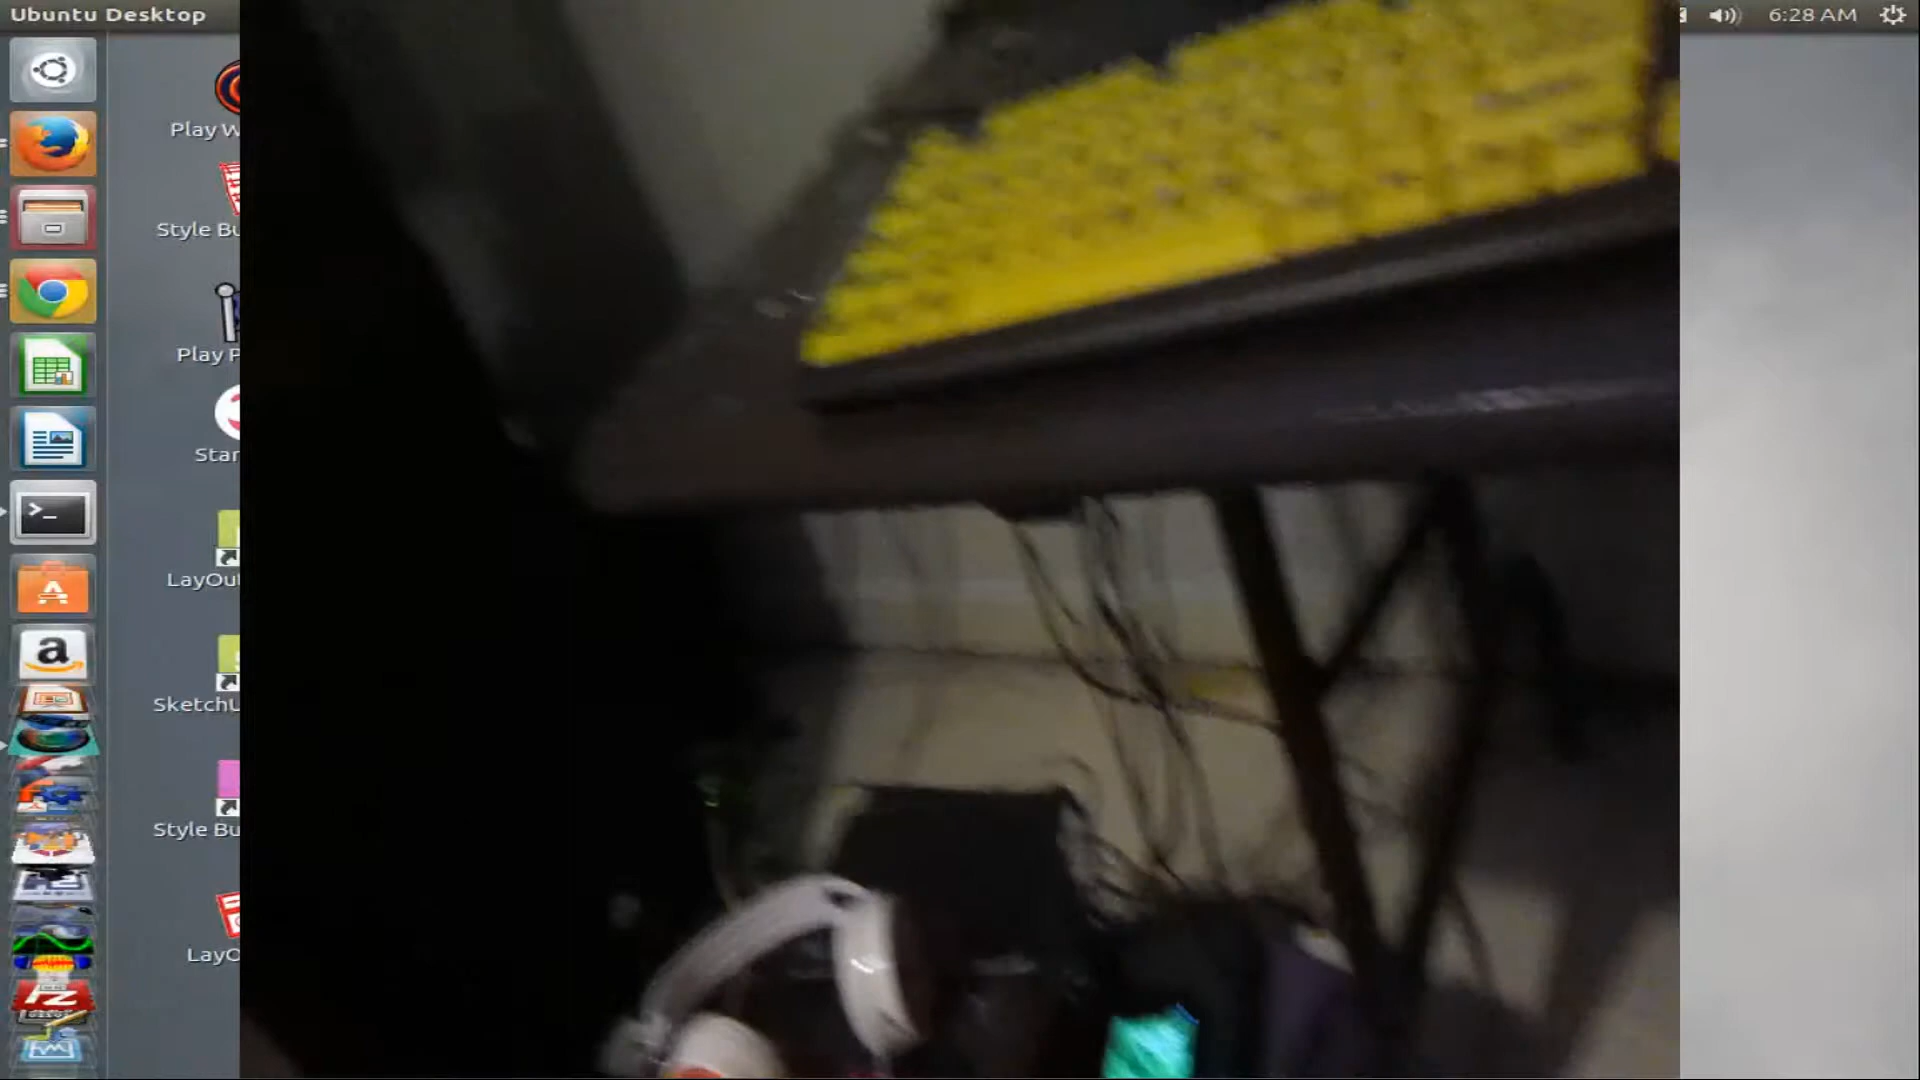 Ubuntu Desktop
6:28 AM
Play W
Style Bu
Play P
Star
LayOu
SketchU
Style Bu
LayO